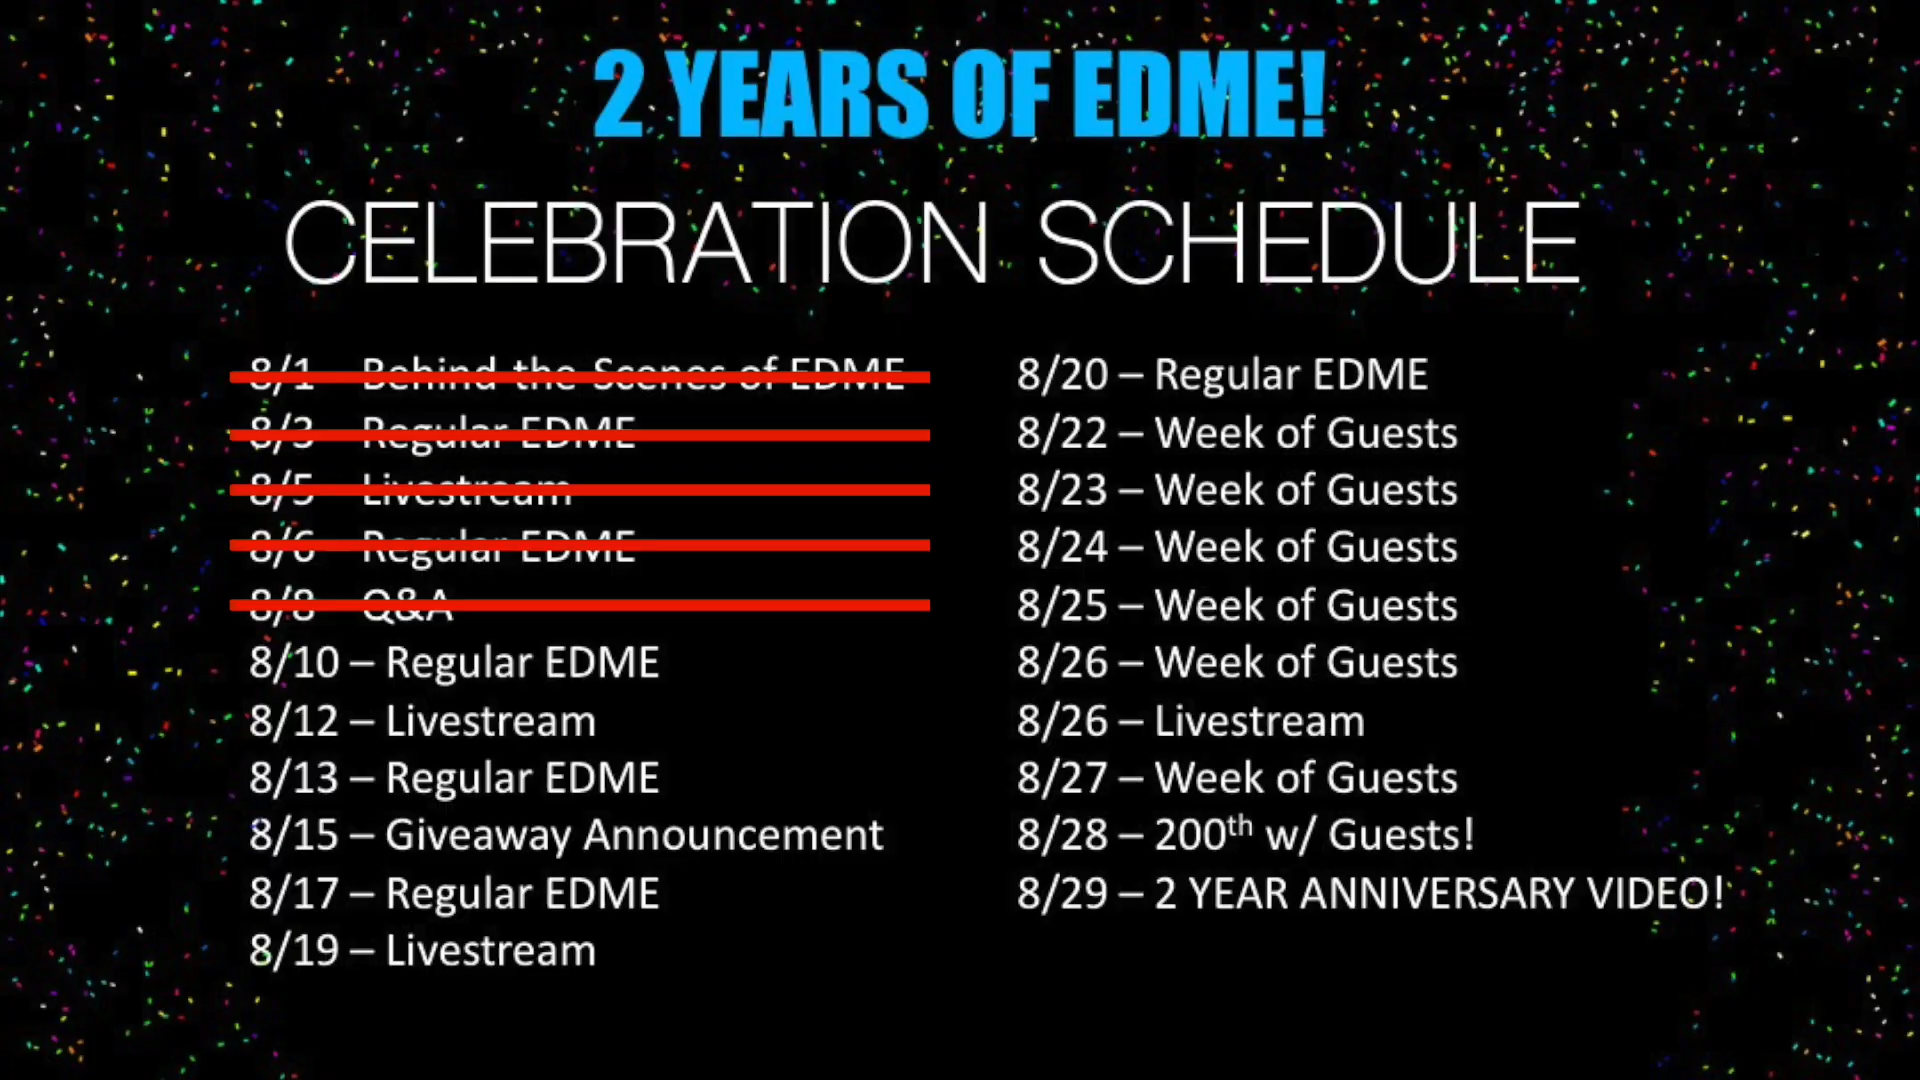 2 YEARS OF EDME!
CELEBRATION SCHEDULE
8/1 – Behind the Scenes of EDME
8/3 – Regular EDME
8/5 – Livestream
8/6 – Regular EDME
8/8 – Q&A
8/10 – Regular EDME
8/12 – Livestream
8/13 – Regular EDME
8/15 – Giveaway Announcement
8/17 – Regular EDME
8/19 – Livestream
8/20 – Regular EDME
8/22 – Week of Guests
8/23 – Week of Guests
8/24 – Week of Guests
8/25 – Week of Guests
8/26 – Week of Guests
8/26 – Livestream
8/27 – Week of Guests
8/28 – 200th w/ Guests!
8/29 – 2 YEAR ANNIVERSARY VIDEO!